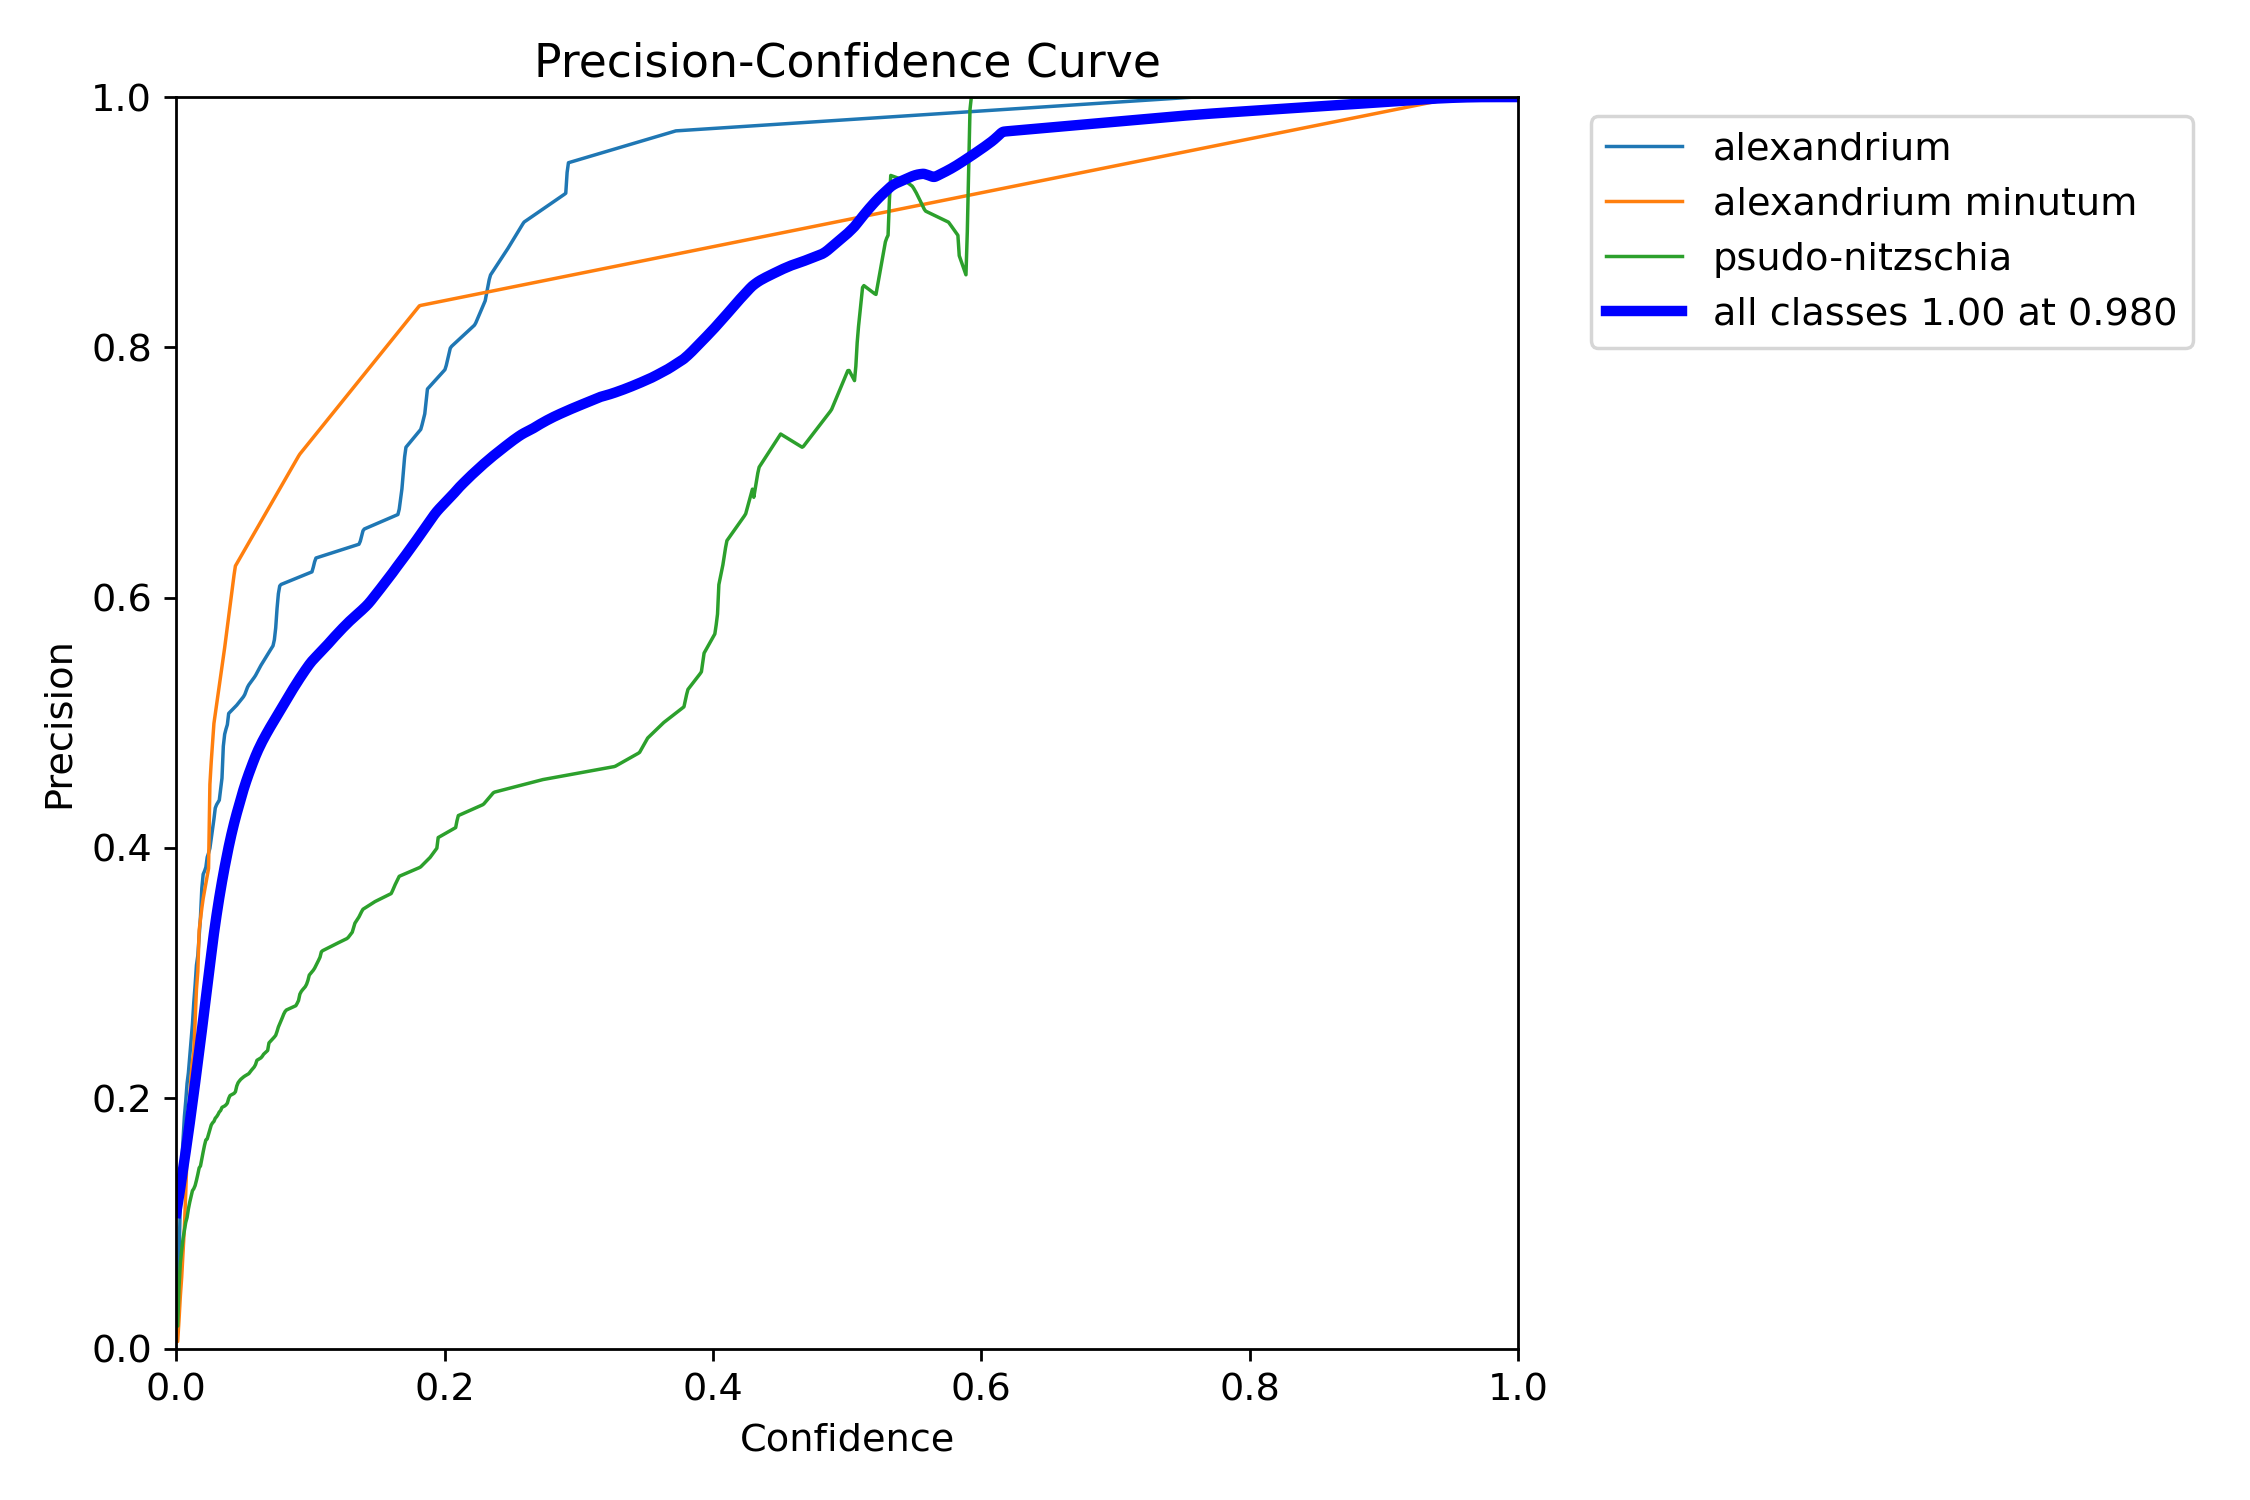 Precision-Confidence Curve
1.0
0.8
0.6
0.4
0.2
0.0
Precision
0.0 0.2 0.4 0.6 0.8 1.0
Confidence
alexandrium
alexandrium minutum
psudo-nitzschia
all classes 1.00 at 0.980